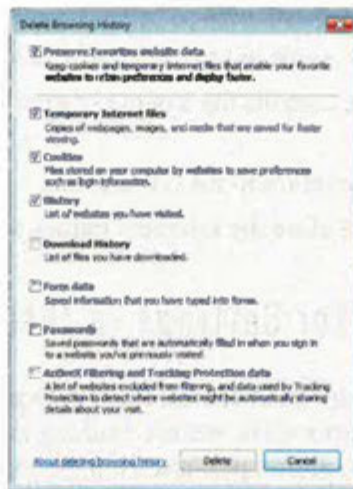 Delete Browsing History
Preserve Favorites website data
Keep cookies and temporary Internet files that enable your favorite
websites to retain preferences and display faster.
Temporary Internet files
Copies of webpages, images, and media that are saved for faster
viewing.
Cookies
Files stored on your computer by websites to save preferences
such as login information.
History
List of websites you have visited.
Download History
List of files you have downloaded.
Form data
Saved information that you have typed into forms.
Passwords
Saved passwords that are automatically filled in when you sign in
to a website you've previously visited.
ActiveX Filtering and Tracking Protection data
A list of websites excluded from filtering, and data used by Tracking
Protection to detect where websites might be automatically sharing
details about your visit.
About deleting browsing history
Delete
Cancel